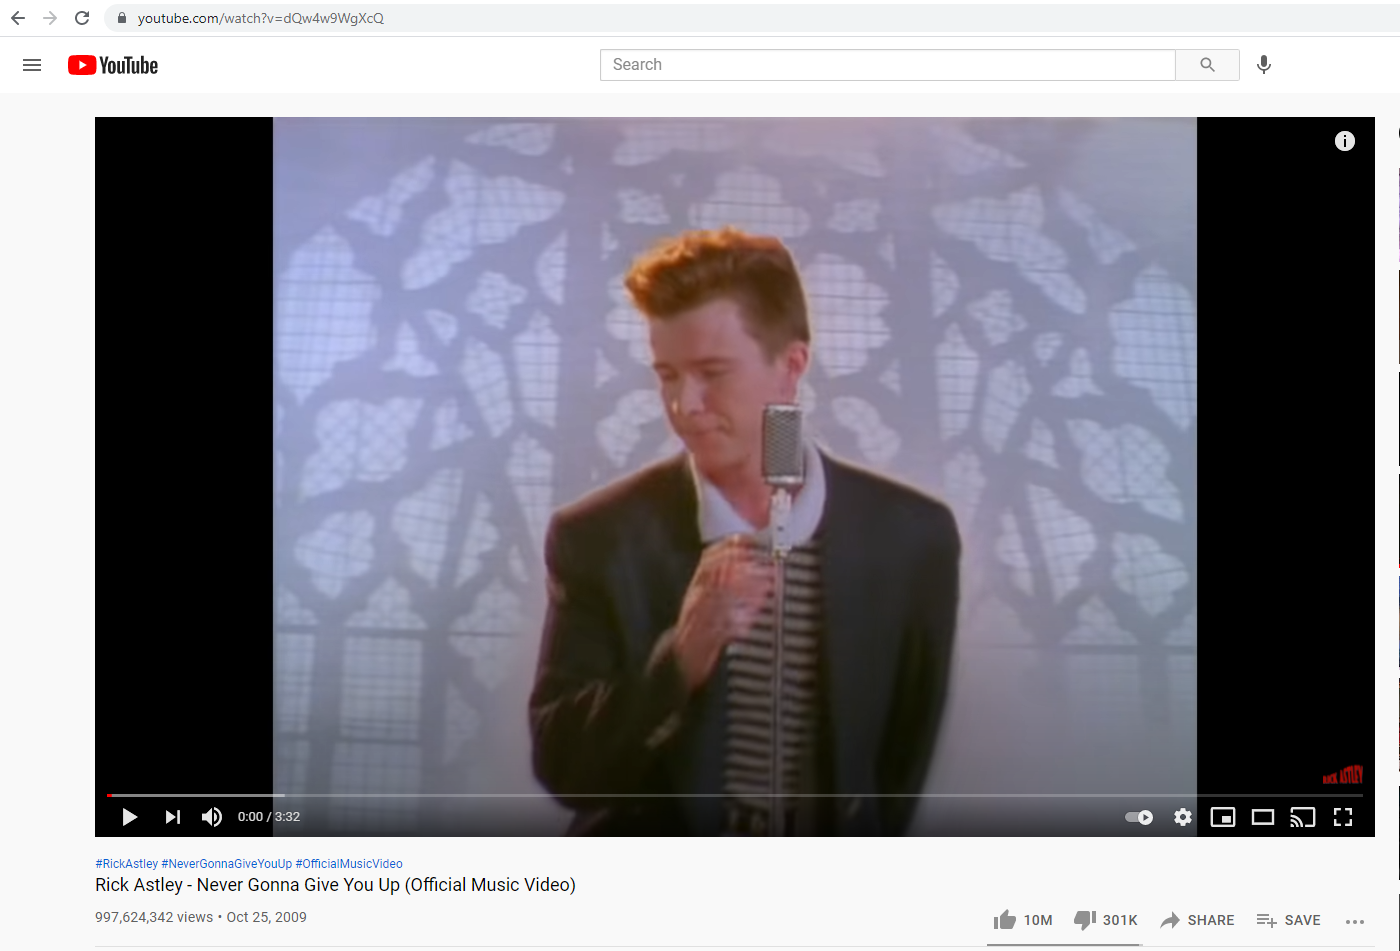 youtube.com/watch?v=dQw4w9WgXcQ
YouTube
Search
i
RICK ASTLEY
0:00 / 3:32
#RickAstley #NeverGonnaGiveYouUp #OfficialMusicVideo
Rick Astley - Never Gonna Give You Up (Official Music Video)
997,624,342 views • Oct 25, 2009
10M 301K SHARE SAVE